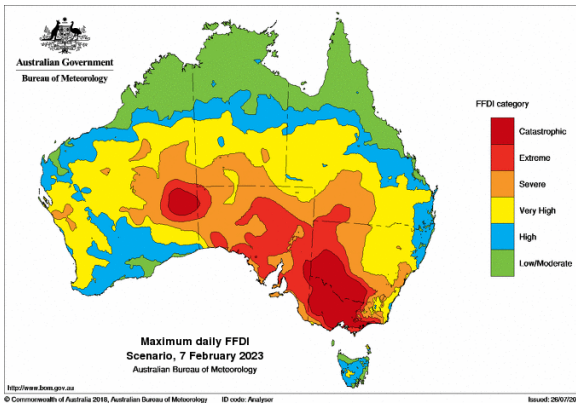 Australian Government
Bureau of Meteorology
FFDI category
Catastrophic
Extreme
Severe
Very High
High
Low/Moderate
Maximum daily FFDI
Scenario, 7 February 2023
Australian Bureau of Meteorology
http://www.bom.gov.au
© Commonwealth of Australia 2018, Australian Bureau of Meteorology ID code: Analyser Issued: 26/07/20